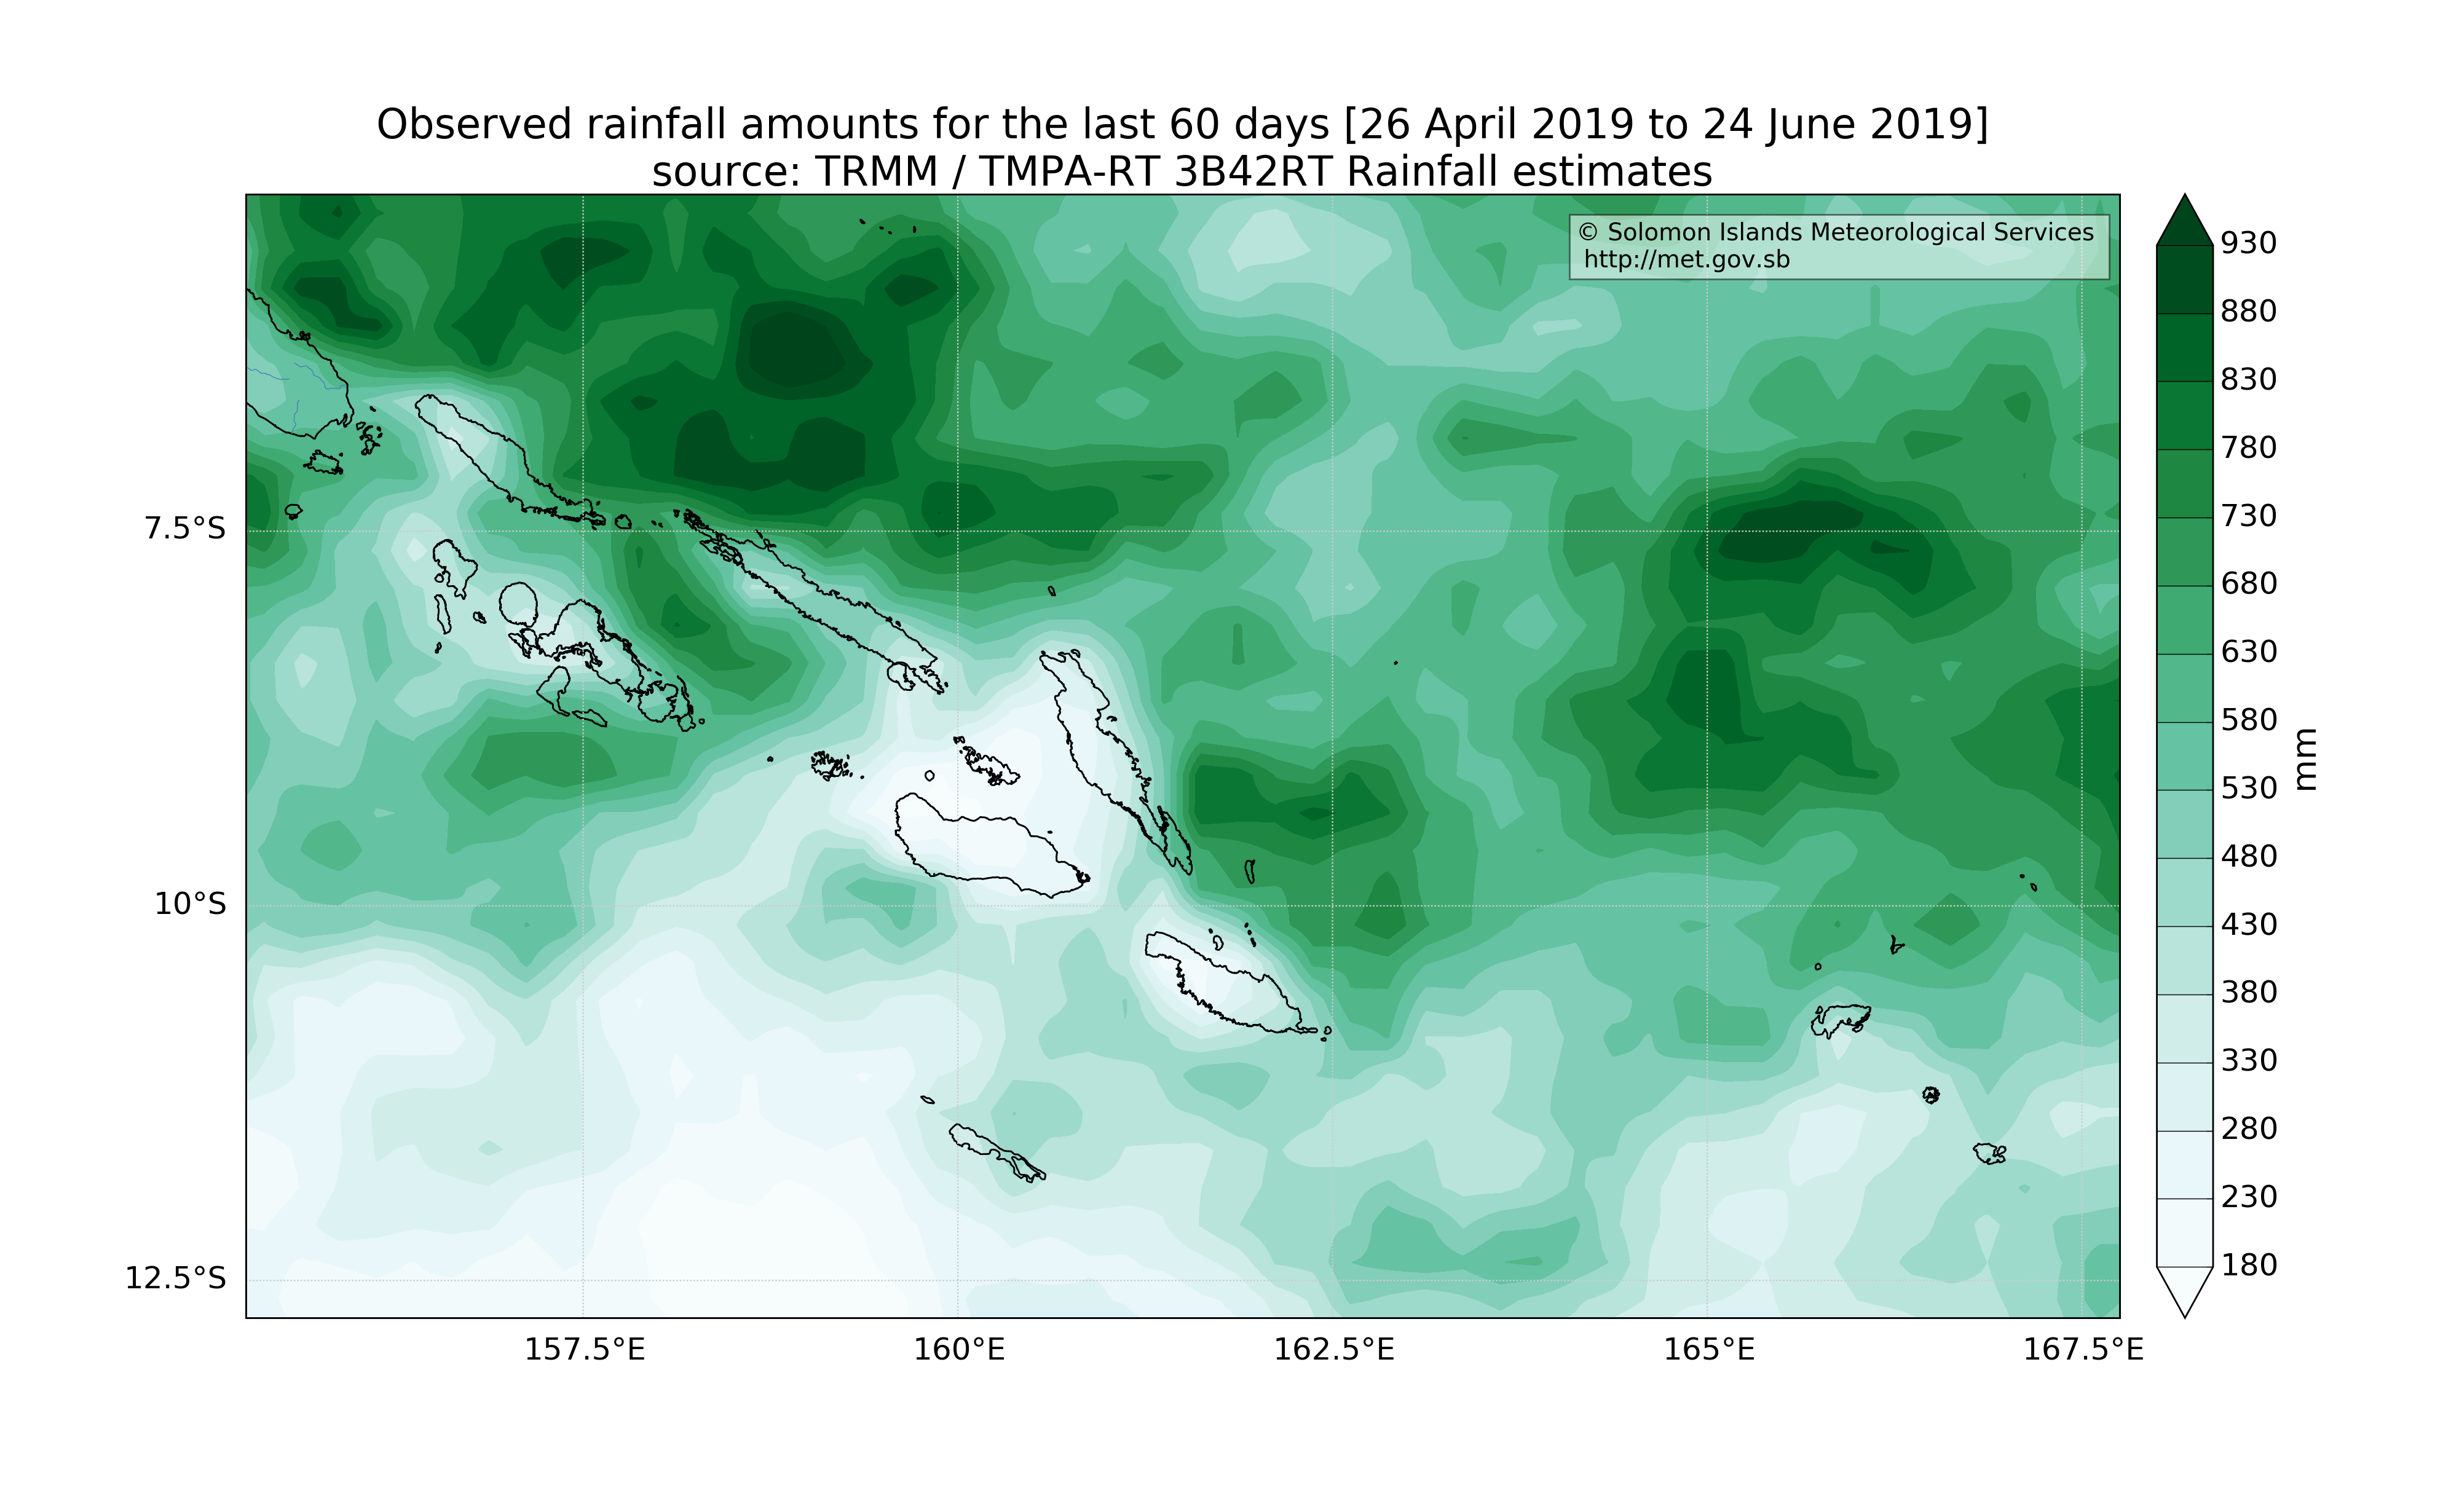 Observed rainfall amounts for the last 60 days [26 April 2019 to 24 June 2019]
source: TRMM / TMPA-RT 3B42RT Rainfall estimates
© Solomon Islands Meteorological Services
http://met.gov.sb
7.5°S
10°S
12.5°S
157.5°E
160°E
162.5°E
165°E
167.5°E
930
880
830
780
730
680
630
580
530
480
430
380
330
280
230
180
mm